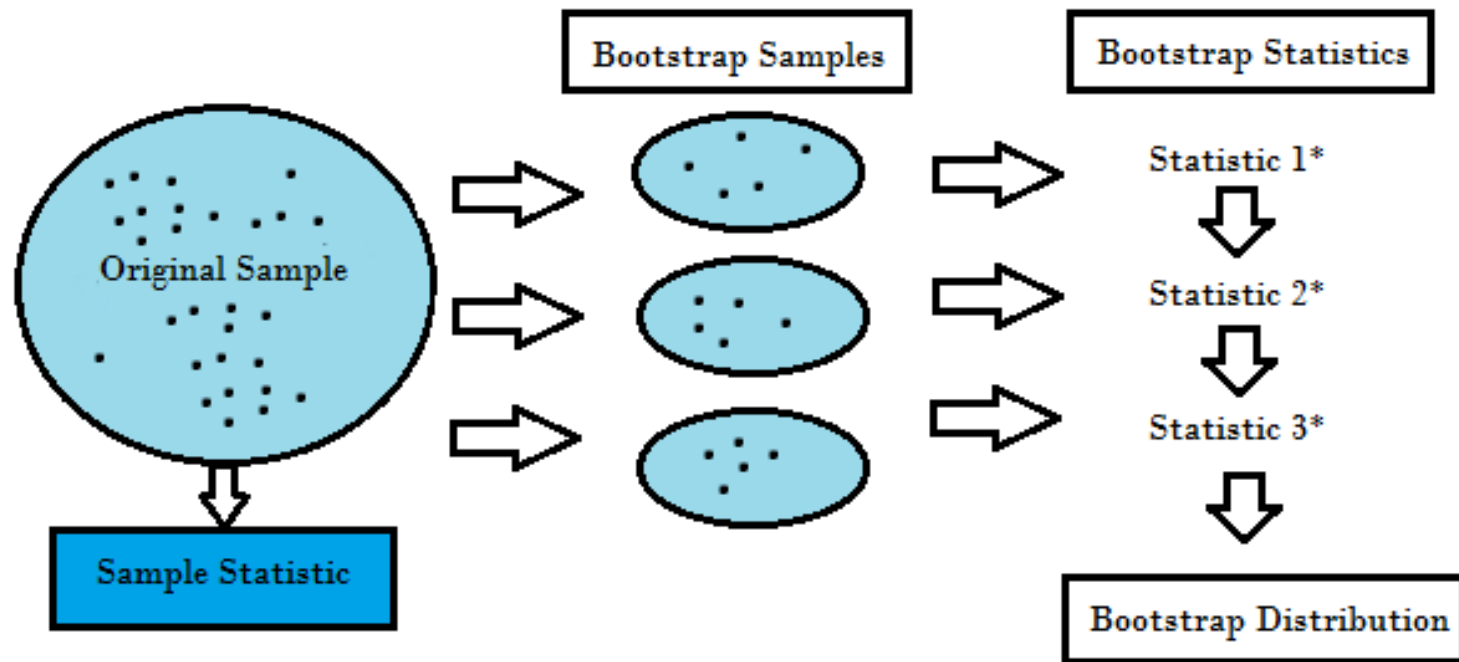 Bootstrap Samples
Bootstrap Statistics
Original Sample
Statistic 1*
Statistic 2*
Statistic 3*
Sample Statistic
Bootstrap Distribution